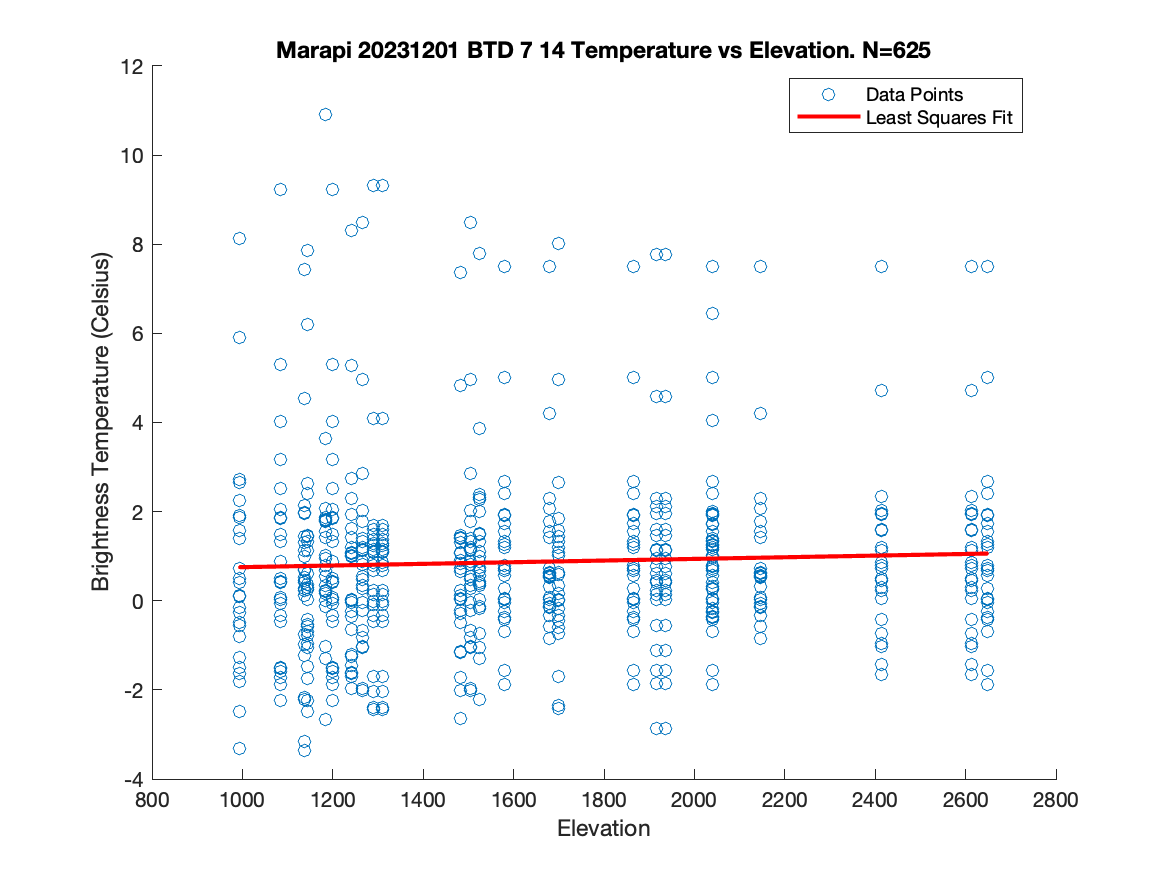 Marapi 20231201 BTD 7 14 Temperature vs Elevation. N=625
Data Points
Least Squares Fit
12
10
8
6
4
2
0
-2
-4
Brightness Temperature (Celsius)
800 1000 1200 1400 1600 1800 2000 2200 2400 2600 2800
Elevation